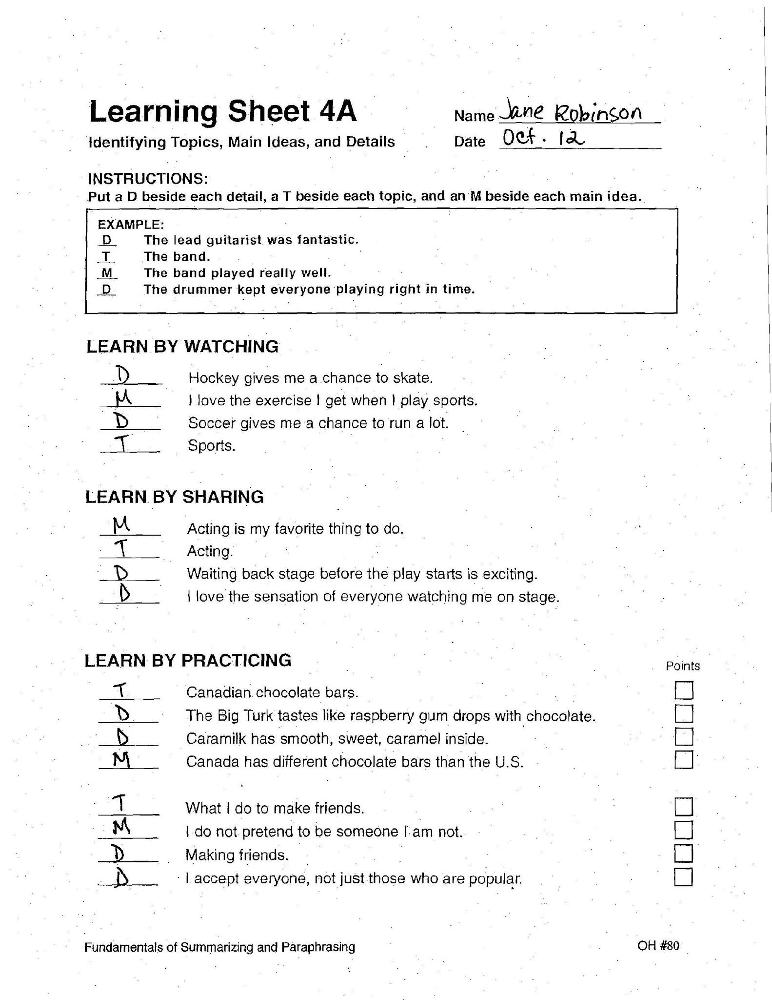 Learning Sheet 4A
Name Jane Robinson
Identifying Topics, Main Ideas, and Details
Date Oct. 12
INSTRUCTIONS:
Put a D beside each detail, a T beside each topic, and an M beside each main idea.
EXAMPLE:
D The lead guitarist was fantastic.
T The band.
M The band played really well.
D The drummer kept everyone playing right in time.
LEARN BY WATCHING
D Hockey gives me a chance to skate.
M I love the exercise I get when I play sports.
D Soccer gives me a chance to run a lot.
T Sports.
LEARN BY SHARING
M Acting is my favorite thing to do.
T Acting.
D Waiting back stage before the play starts is exciting.
D I love the sensation of everyone watching me on stage.
LEARN BY PRACTICING
Points
T Canadian chocolate bars.
D The Big Turk tastes like raspberry gum drops with chocolate.
D Caramilk has smooth, sweet, caramel inside.
M Canada has different chocolate bars than the U.S.
T What I do to make friends.
M I do not pretend to be someone I am not.
D Making friends.
D I accept everyone, not just those who are popular.
Fundamentals of Summarizing and Paraphrasing
OH #80